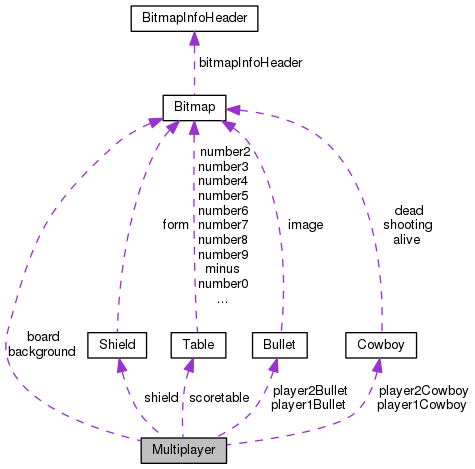 BitmapInfoHeader
bitmapInfoHeader
Bitmap
number2
number3
number4
number5
number6
number7
number8
number9
minus
number0
...
form
image
dead
shooting
alive
board
background
Shield
Table
Bullet
Cowboy
shield
scoretable
player2Bullet
player1Bullet
player2Cowboy
player1Cowboy
Multiplayer